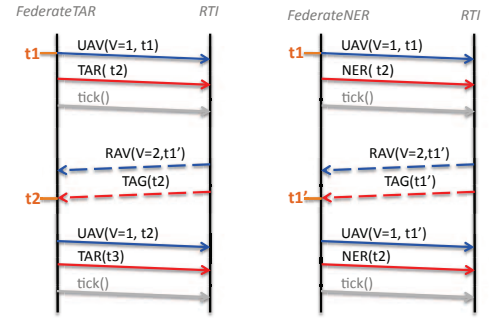 FederateTAR
RTI
t1
UAV(V=1, t1)
TAR( t2)
tick()
RAV(V=2,t1’)
TAG(t2)
t2
UAV(V=1, t2)
TAR(t3)
tick()
FederateNER
RTI
t1
UAV(V=1, t1)
NER( t2)
tick()
RAV(V=2,t1’)
TAG(t1’)
t1’
UAV(V=1, t1’)
NER(t2)
tick()